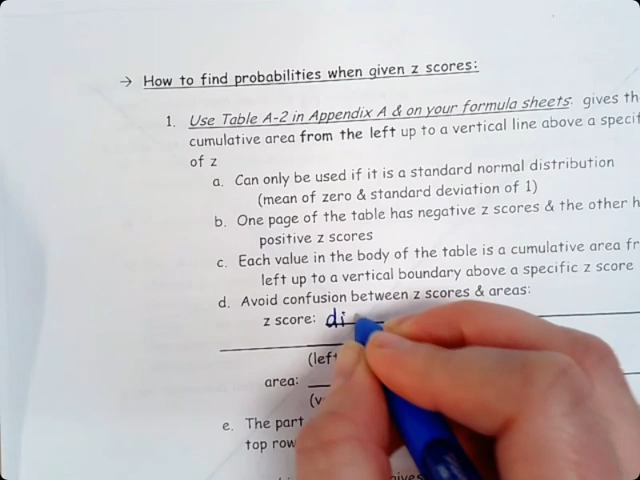 → How to find probabilities when given z scores:
1. Use Table A-2 in Appendix A & on your formula sheets: gives
cumulative area from the left up to a vertical line above a
of z
a. Can only be used if it is a standard normal distribution
(mean of zero & standard deviation of 1)
b. One page of the table has negative z scores & the other
positive z scores
c. Each value in the body of the table is a cumulative area
left up to a vertical boundary above a specific z score
d. Avoid confusion between z scores & areas:
z score: di
area:
e. The part
top row